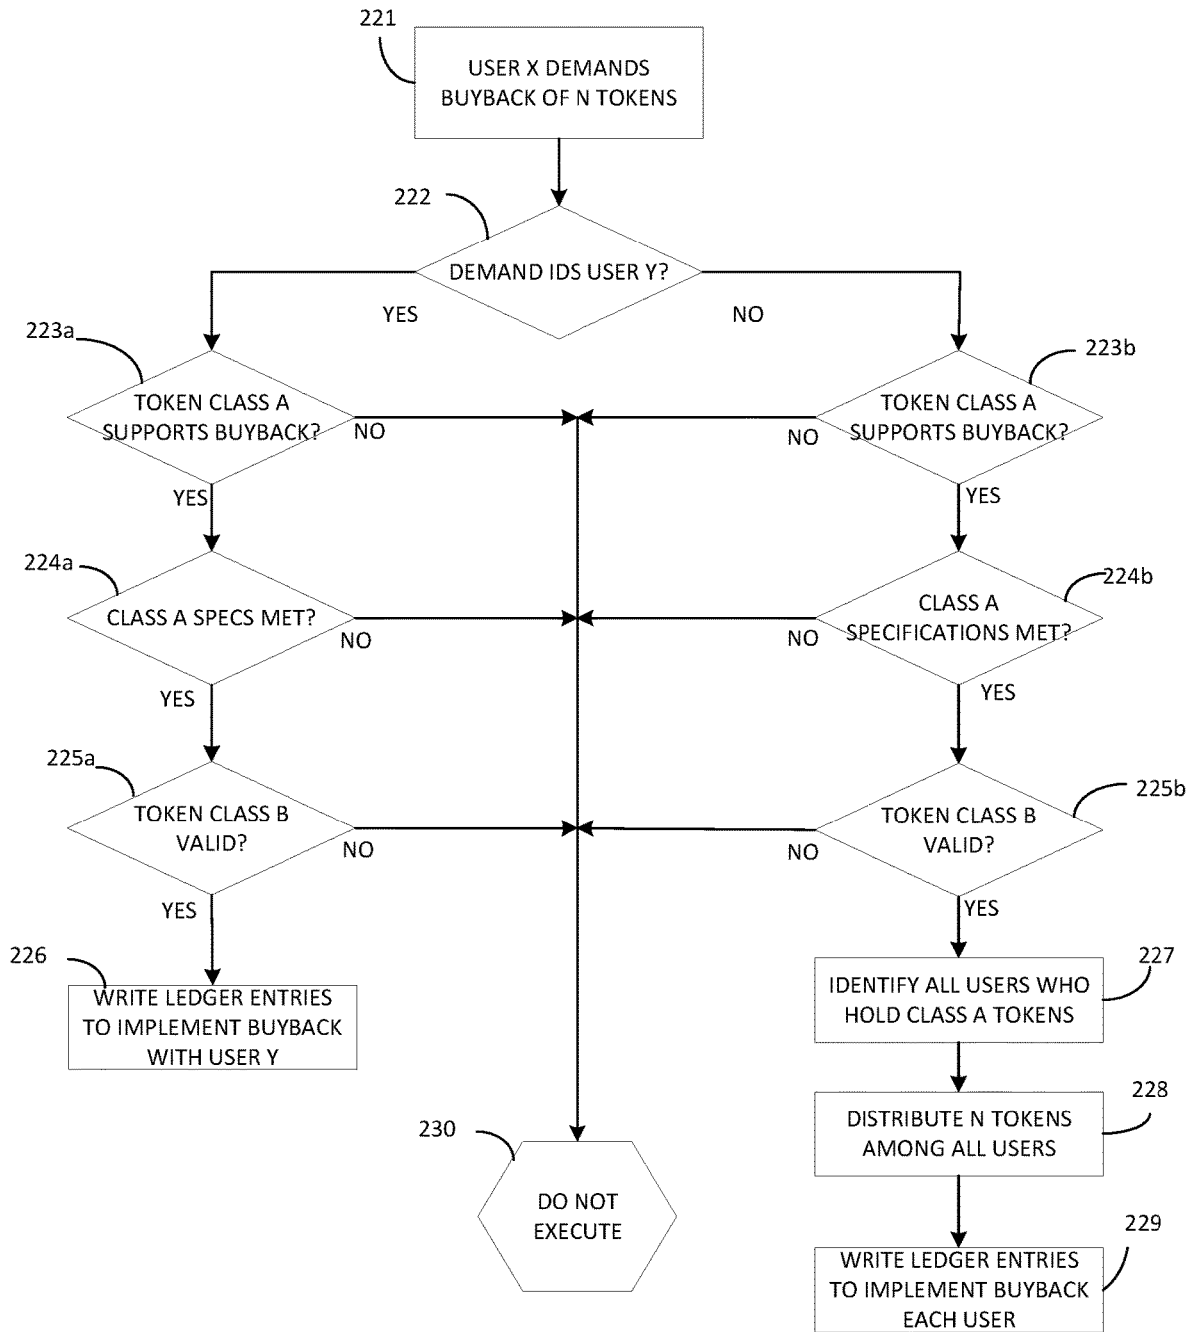 221
USER X DEMANDS
BUYBACK OF N TOKENS
222
DEMAND IDS USER Y?
YES
NO
223a
223b
TOKEN CLASS A
SUPPORTS BUYBACK?
NO
TOKEN CLASS A
SUPPORTS BUYBACK?
NO
YES
YES
224a
224b
CLASS A SPECS MET?
NO
CLASS A
SPECIFICATIONS MET?
NO
YES
YES
225a
225b
TOKEN CLASS B
VALID?
NO
TOKEN CLASS B
VALID?
NO
YES
YES
226
WRITE LEDGER ENTRIES
TO IMPLEMENT BUYBACK
WITH USER Y
227
IDENTIFY ALL USERS WHO
HOLD CLASS A TOKENS
228
DISTRIBUTE N TOKENS
AMONG ALL USERS
230
DO NOT
EXECUTE
229
WRITE LEDGER ENTRIES
TO IMPLEMENT BUYBACK
EACH USER